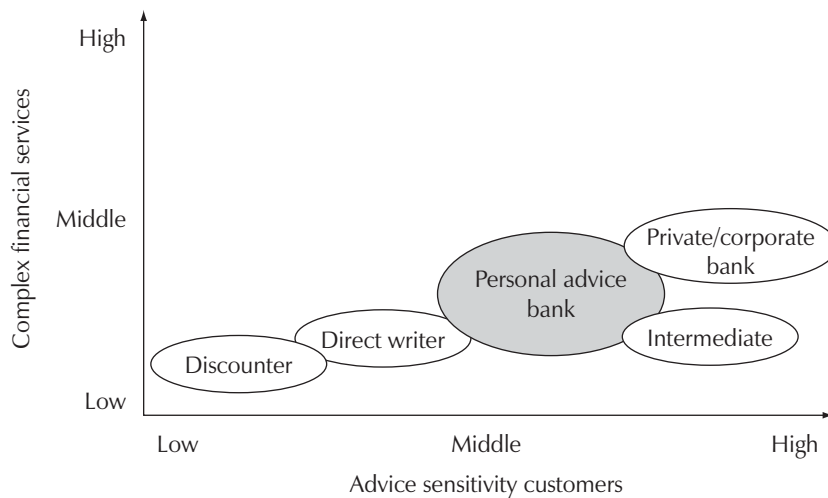 High
Complex financial services
Middle
Private/corporate
bank
Personal advice
bank
Direct writer
Intermediate
Discounter
Low
Low
Middle
High
Advice sensitivity customers